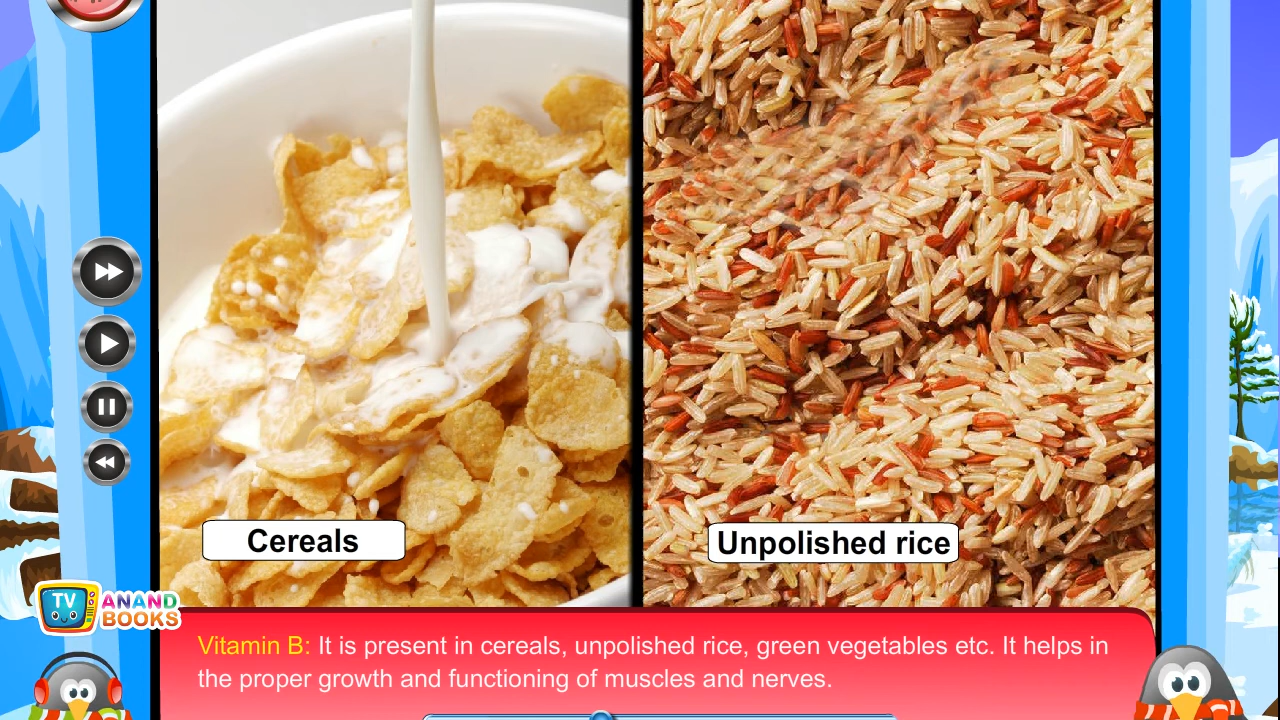 Cereals
Unpolished rice
TV
ANAND
BOOKS
Vitamin B: It is present in cereals, unpolished rice, green vegetables etc. It helps in
the proper growth and functioning of muscles and nerves.